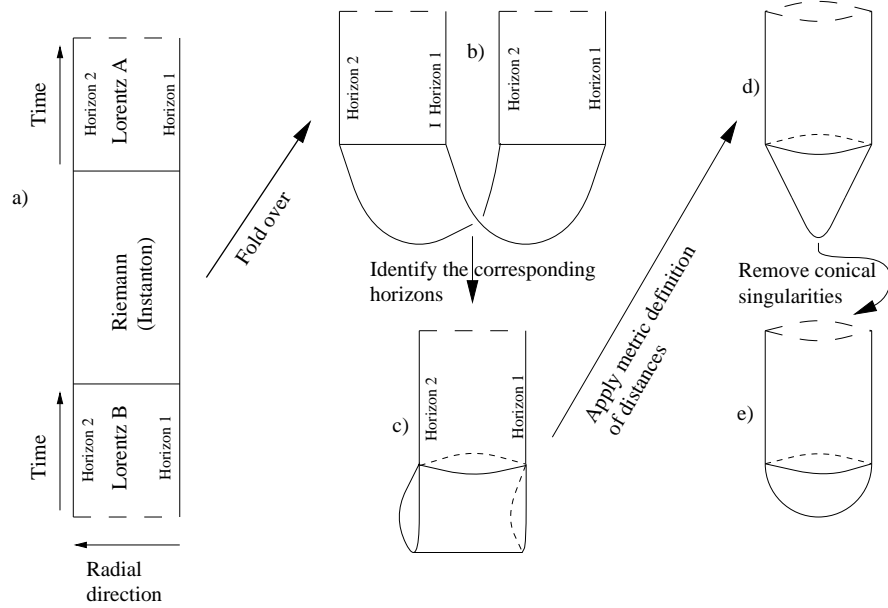 a)
Time
Horizon 2
Lorentz A
Horizon 1
Riemann
(Instanton)
Time
Horizon 2
Lorentz B
Horizon 1
Radial
direction
Fold over
b)
Horizon 2
I Horizon 1
Horizon 2
Horizon 1
Identify the corresponding
horizons
c)
Horizon 2
Horizon 1
Apply metric definition
of distances
d)
Remove conical
singularities
e)